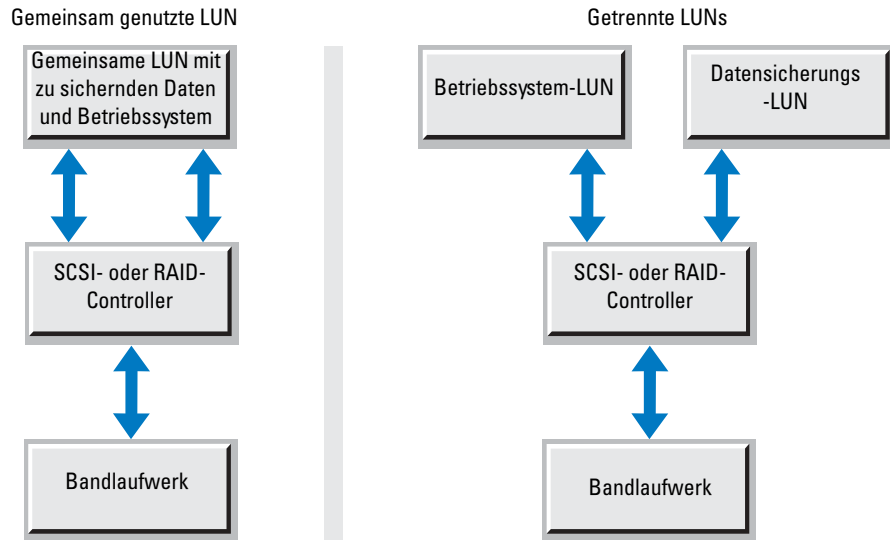 Gemeinsam genutzte LUN
Gemeinsame LUN mit
zu sichernden Daten
und Betriebssystem
SCSI- oder RAID-
Controller
Bandlaufwerk
Getrennte LUNs
Betriebssystem-LUN
Datensicherungs
-LUN
SCSI- oder RAID-
Controller
Bandlaufwerk